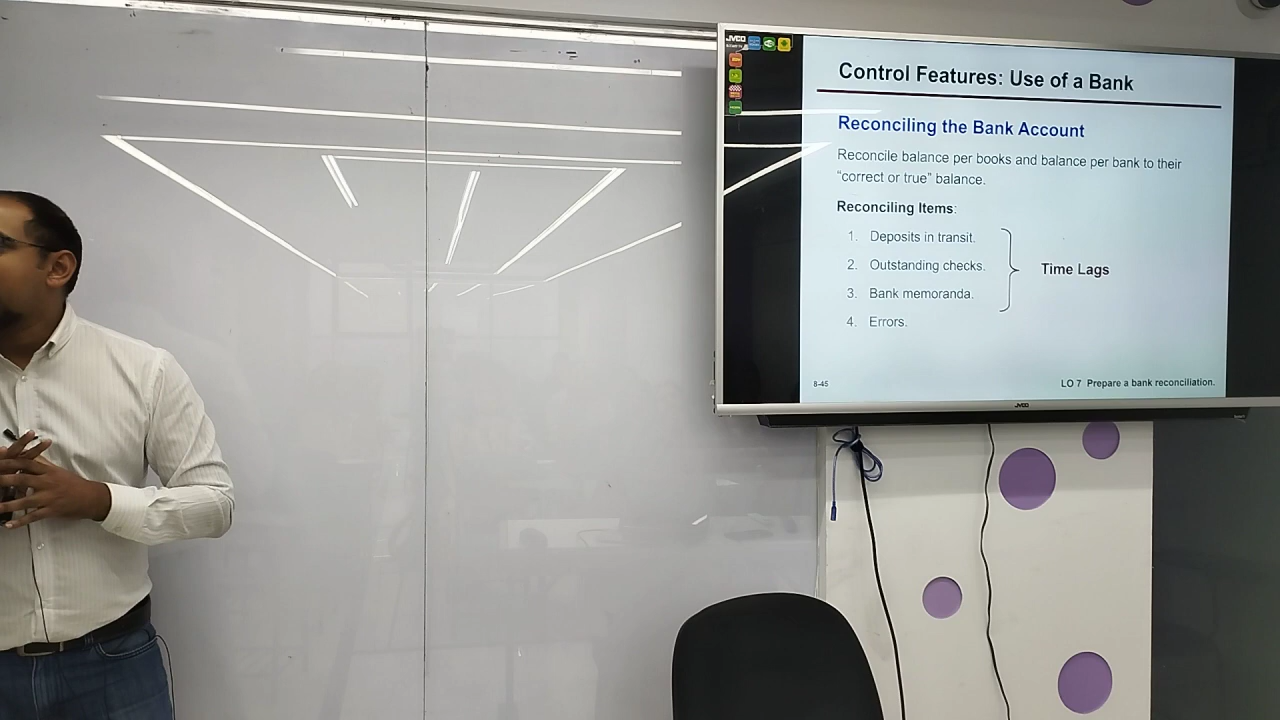 JVCO
Control Features: Use of a Bank
Reconciling the Bank Account
Reconcile balance per books and balance per bank to their
“correct or true” balance.
Reconciling Items:
1. Deposits in transit.
2. Outstanding checks.
3. Bank memoranda.
4. Errors.
Time Lags
8-45
LO 7 Prepare a bank reconciliation.
JVCO